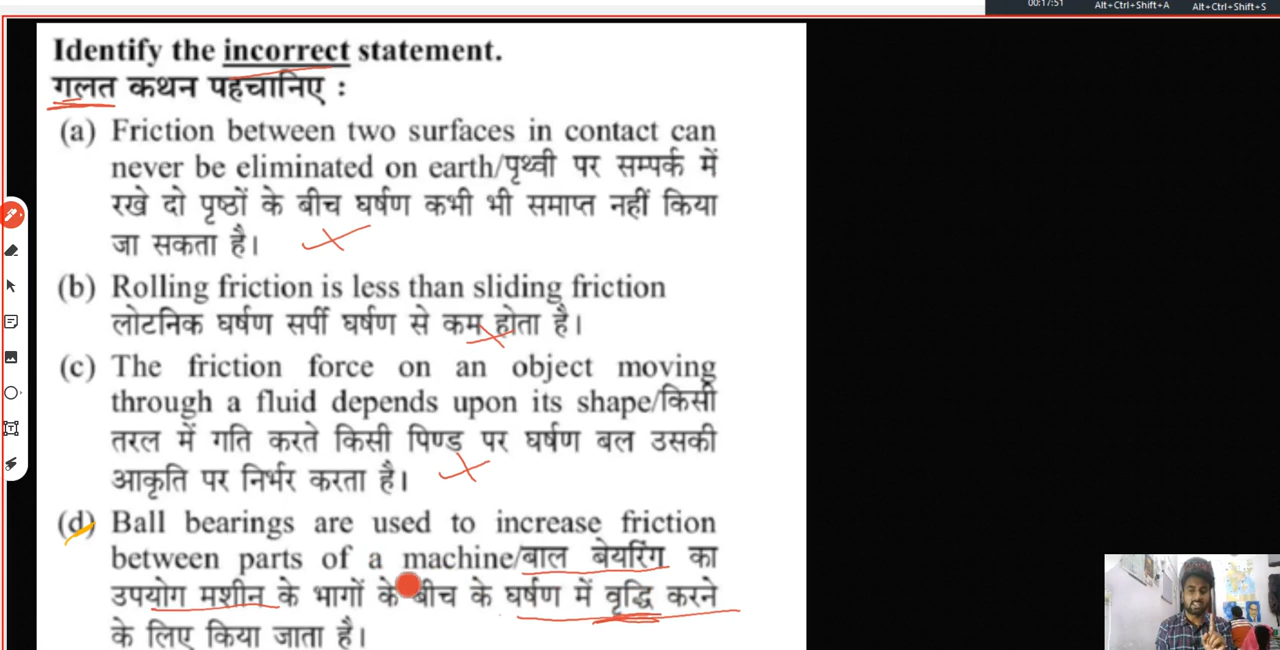 00:17:51 Alt+Ctrl+Shift+A Alt+Ctrl+Shift+S
Identify the incorrect statement.
गलत कथन पहचानिए :
(a) Friction between two surfaces in contact can
never be eliminated on earth/पृथ्वी पर सम्पर्क में
रखे दो पृष्ठों के बीच घर्षण कभी भी समाप्त नहीं किया
जा सकता है।
(b) Rolling friction is less than sliding friction
लोटनिक घर्षण सर्पी घर्षण से कम होता है।
(c) The friction force on an object moving
through a fluid depends upon its shape/किसी
तरल में गति करते किसी पिण्ड पर घर्षण बल उसकी
आकृति पर निर्भर करता है।
(d) Ball bearings are used to increase friction
between parts of a machine/बाल बेयरिंग का
उपयोग मशीन के भागों के बीच के घर्षण में वृद्धि करने
के लिए किया जाता है।